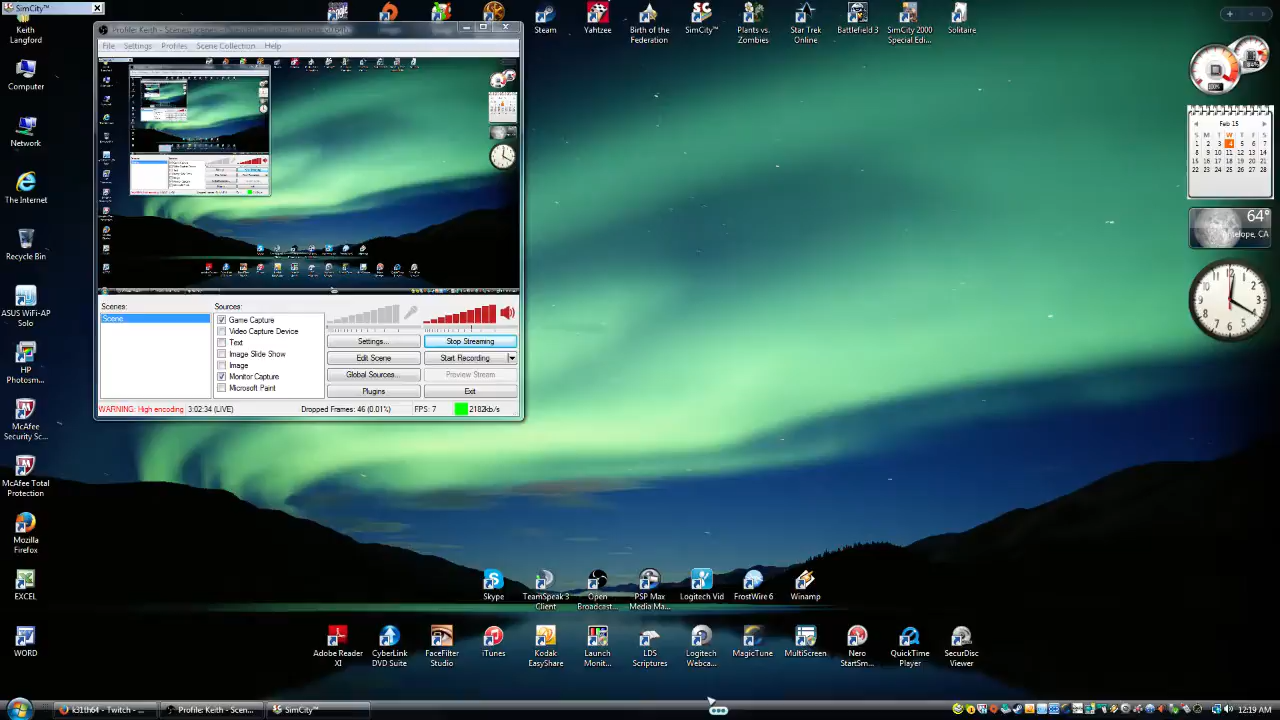 SimCity™
Keith
Langford
Computer
Network
The Internet
Recycle Bin
ASUS WiFi-AP
Solo
HP
Photosm...
McAfee
Security Sc...
McAfee Total
Protection
Mozilla
Firefox
EXCEL
WORD
Steam
Yahtzee
Birth of the
Federation
SimCity™
Plants vs.
Zombies
Star Trek
Online
Battlefield 3
SimCity 2000
Special Edi...
Solitaire
File Settings Profiles Scene Collection Help
Scenes:
Scene
Sources:
Game Capture
Video Capture Device
Text
Image Slide Show
Image
Monitor Capture
Microsoft Paint
Settings...
Edit Scene
Global Sources...
Plugins
Stop Streaming
Start Recording
Preview Stream
Exit
WARNING: High encoding 3:02:34 (LIVE) Dropped Frames: 46 (0.01%) FPS: 7 2182kb/s
100%
84%
Feb 15
S M T W T F S
1 2 3 4 5 6 7
8 9 10 11 12 13 14
15 16 17 18 19 20 21
22 23 24 25 26 27 28
64°
telope, CA
Skype
TeamSpeak 3
Client
Open
Broadcast...
PSP Max
Media Ma...
Logitech Vid
FrostWire 6
Winamp
Adobe Reader
XI
CyberLink
DVD Suite
FaceFilter
Studio
iTunes
Kodak
EasyShare
Launch
Monit...
LDS
Scriptures
Logitech
Webca...
MagicTune
MultiScreen
Nero
StartSm...
QuickTime
Player
SecurDisc
Viewer
k31th64 - Twitch - ...
Profile: Keith - Scen...
SimCity™
12:19 AM